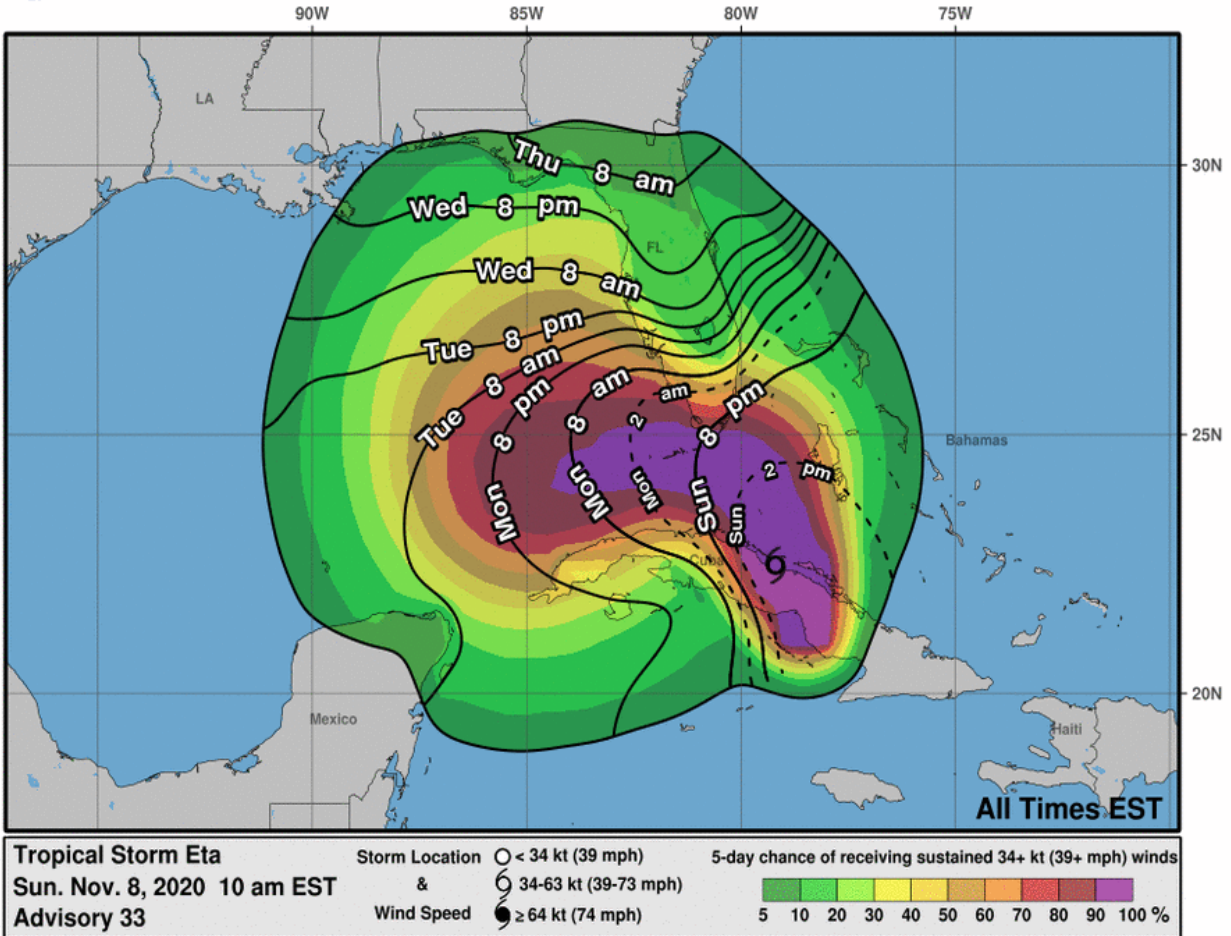 90W 85W 80W 75W
LA
Thu 8 am
30N
Wed 8 pm
FL
Wed 8 am
Tue 8 pm
Tue 8 am
8 pm
8 am
2 am
8 pm
25N
Bahamas
2 pm
Mon
Mon
Mon
Sun
Sun
Cuba
20N
Mexico
Haiti
All Times EST
Tropical Storm Eta
Sun. Nov. 8, 2020 10 am EST
Advisory 33
Storm Location
&
Wind Speed
< 34 kt (39 mph)
34-63 kt (39-73 mph)
≥ 64 kt (74 mph)
5-day chance of receiving sustained 34+ kt (39+ mph) winds
5 10 20 30 40 50 60 70 80 90 100 %